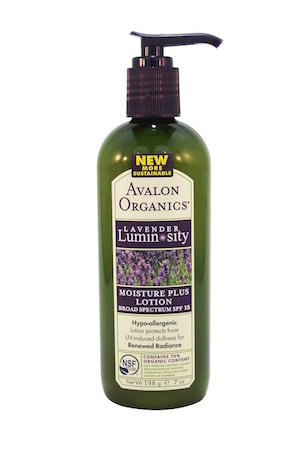 NEW
MORE
SUSTAINABLE
AVALON
ORGANICS®
LAVENDER
Luminosity
MOISTURE PLUS
LOTION
BROAD SPECTRUM SPF 15
Hypo-allergenic
lotion protects from
UV-induced dullness for
Renewed Radiance
NSF
CONTAINS 70%
ORGANIC CONTENT
Net Wt 198 g 7 oz